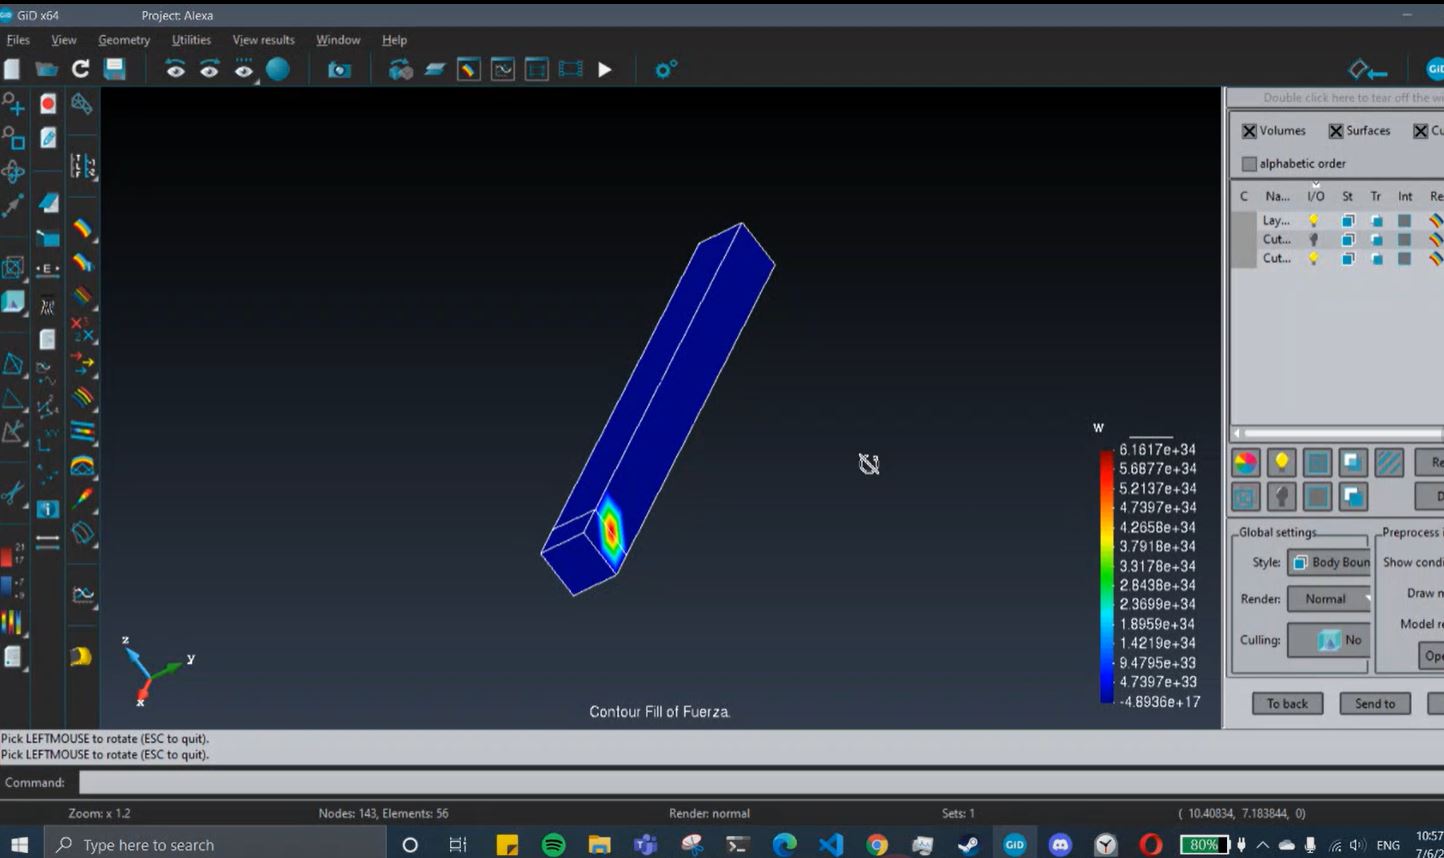 GiD x64 Project: Alexa
Files View Geometry Utilities View results Window Help
GiD
Double click here to tear off the w
Volumes Surfaces Cu
alphabetic order
C Na... I/O St Tr Int Re
Lay...
Cut...
Cut...
W
6.1617e+34
5.6877e+34
5.2137e+34
4.7397e+34
4.2658e+34
3.7918e+34
3.3178e+34
2.8438e+34
2.3699e+34
1.8959e+34
1.4219e+34
9.4795e+33
4.7397e+33
-4.8936e+17
Re
D
Global settings Preprocess i
Style: Body Boun Show condi
Draw m
Render: Normal
Model re
Culling: No
Ope
To back Send to
z
y
x
Contour Fill of Fuerza.
Pick LEFTMOUSE to rotate (ESC to quit).
Pick LEFTMOUSE to rotate (ESC to quit).
Command:
Zoom: x 1.2 Nodes: 143, Elements: 56 Render: normal Sets: 1 ( 10.40834, 7.183844, 0)
Type here to search
GiD
80%
ENG
10:57
7/6/2